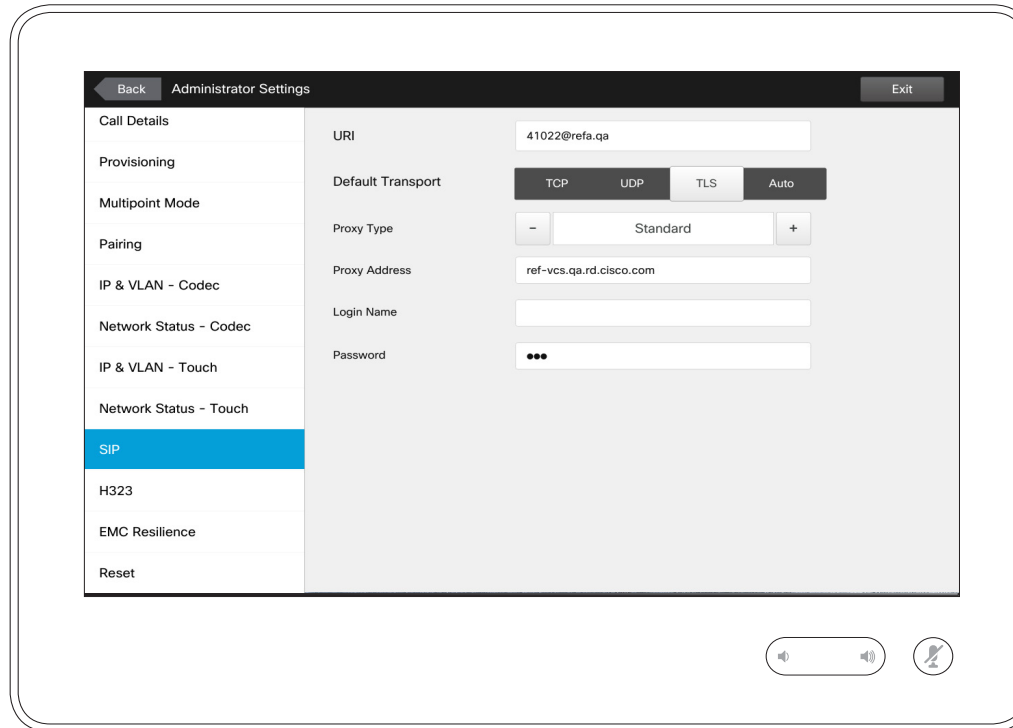 Back Administrator Settings Exit
Call Details
Provisioning
Multipoint Mode
Pairing
IP & VLAN - Codec
Network Status - Codec
IP & VLAN - Touch
Network Status - Touch
SIP
H323
EMC Resilience
Reset
URI 41022@refa.qa
Default Transport TCP UDP TLS Auto
Proxy Type - Standard +
Proxy Address ref-vcs.qa.rd.cisco.com
Login Name
Password •••